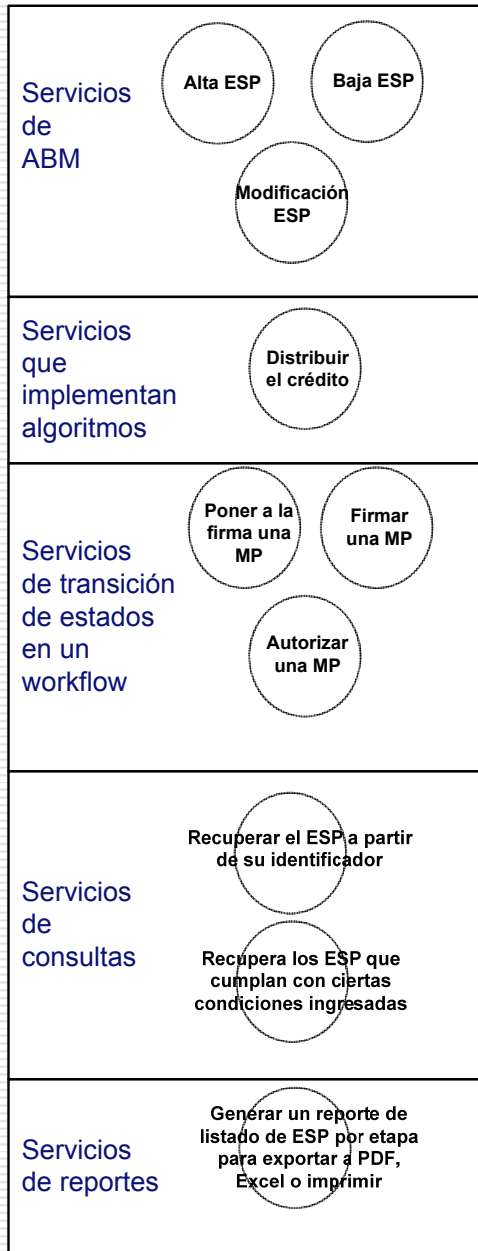 Servicios
de
ABM
Alta ESP
Baja ESP
Modificación
ESP
Servicios
que
implementan
algoritmos
Distribuir
el crédito
Servicios
de transición
de estados
en un
workflow
Poner a la
firma una
MP
Firmar
una MP
Autorizar
una MP
Servicios
de
consultas
Recuperar el ESP a partir
de su identificador
Recupera los ESP que
cumplan con ciertas
condiciones ingresadas
Servicios
de reportes
Generar un reporte de
listado de ESP por etapa
para exportar a PDF,
Excel o imprimir